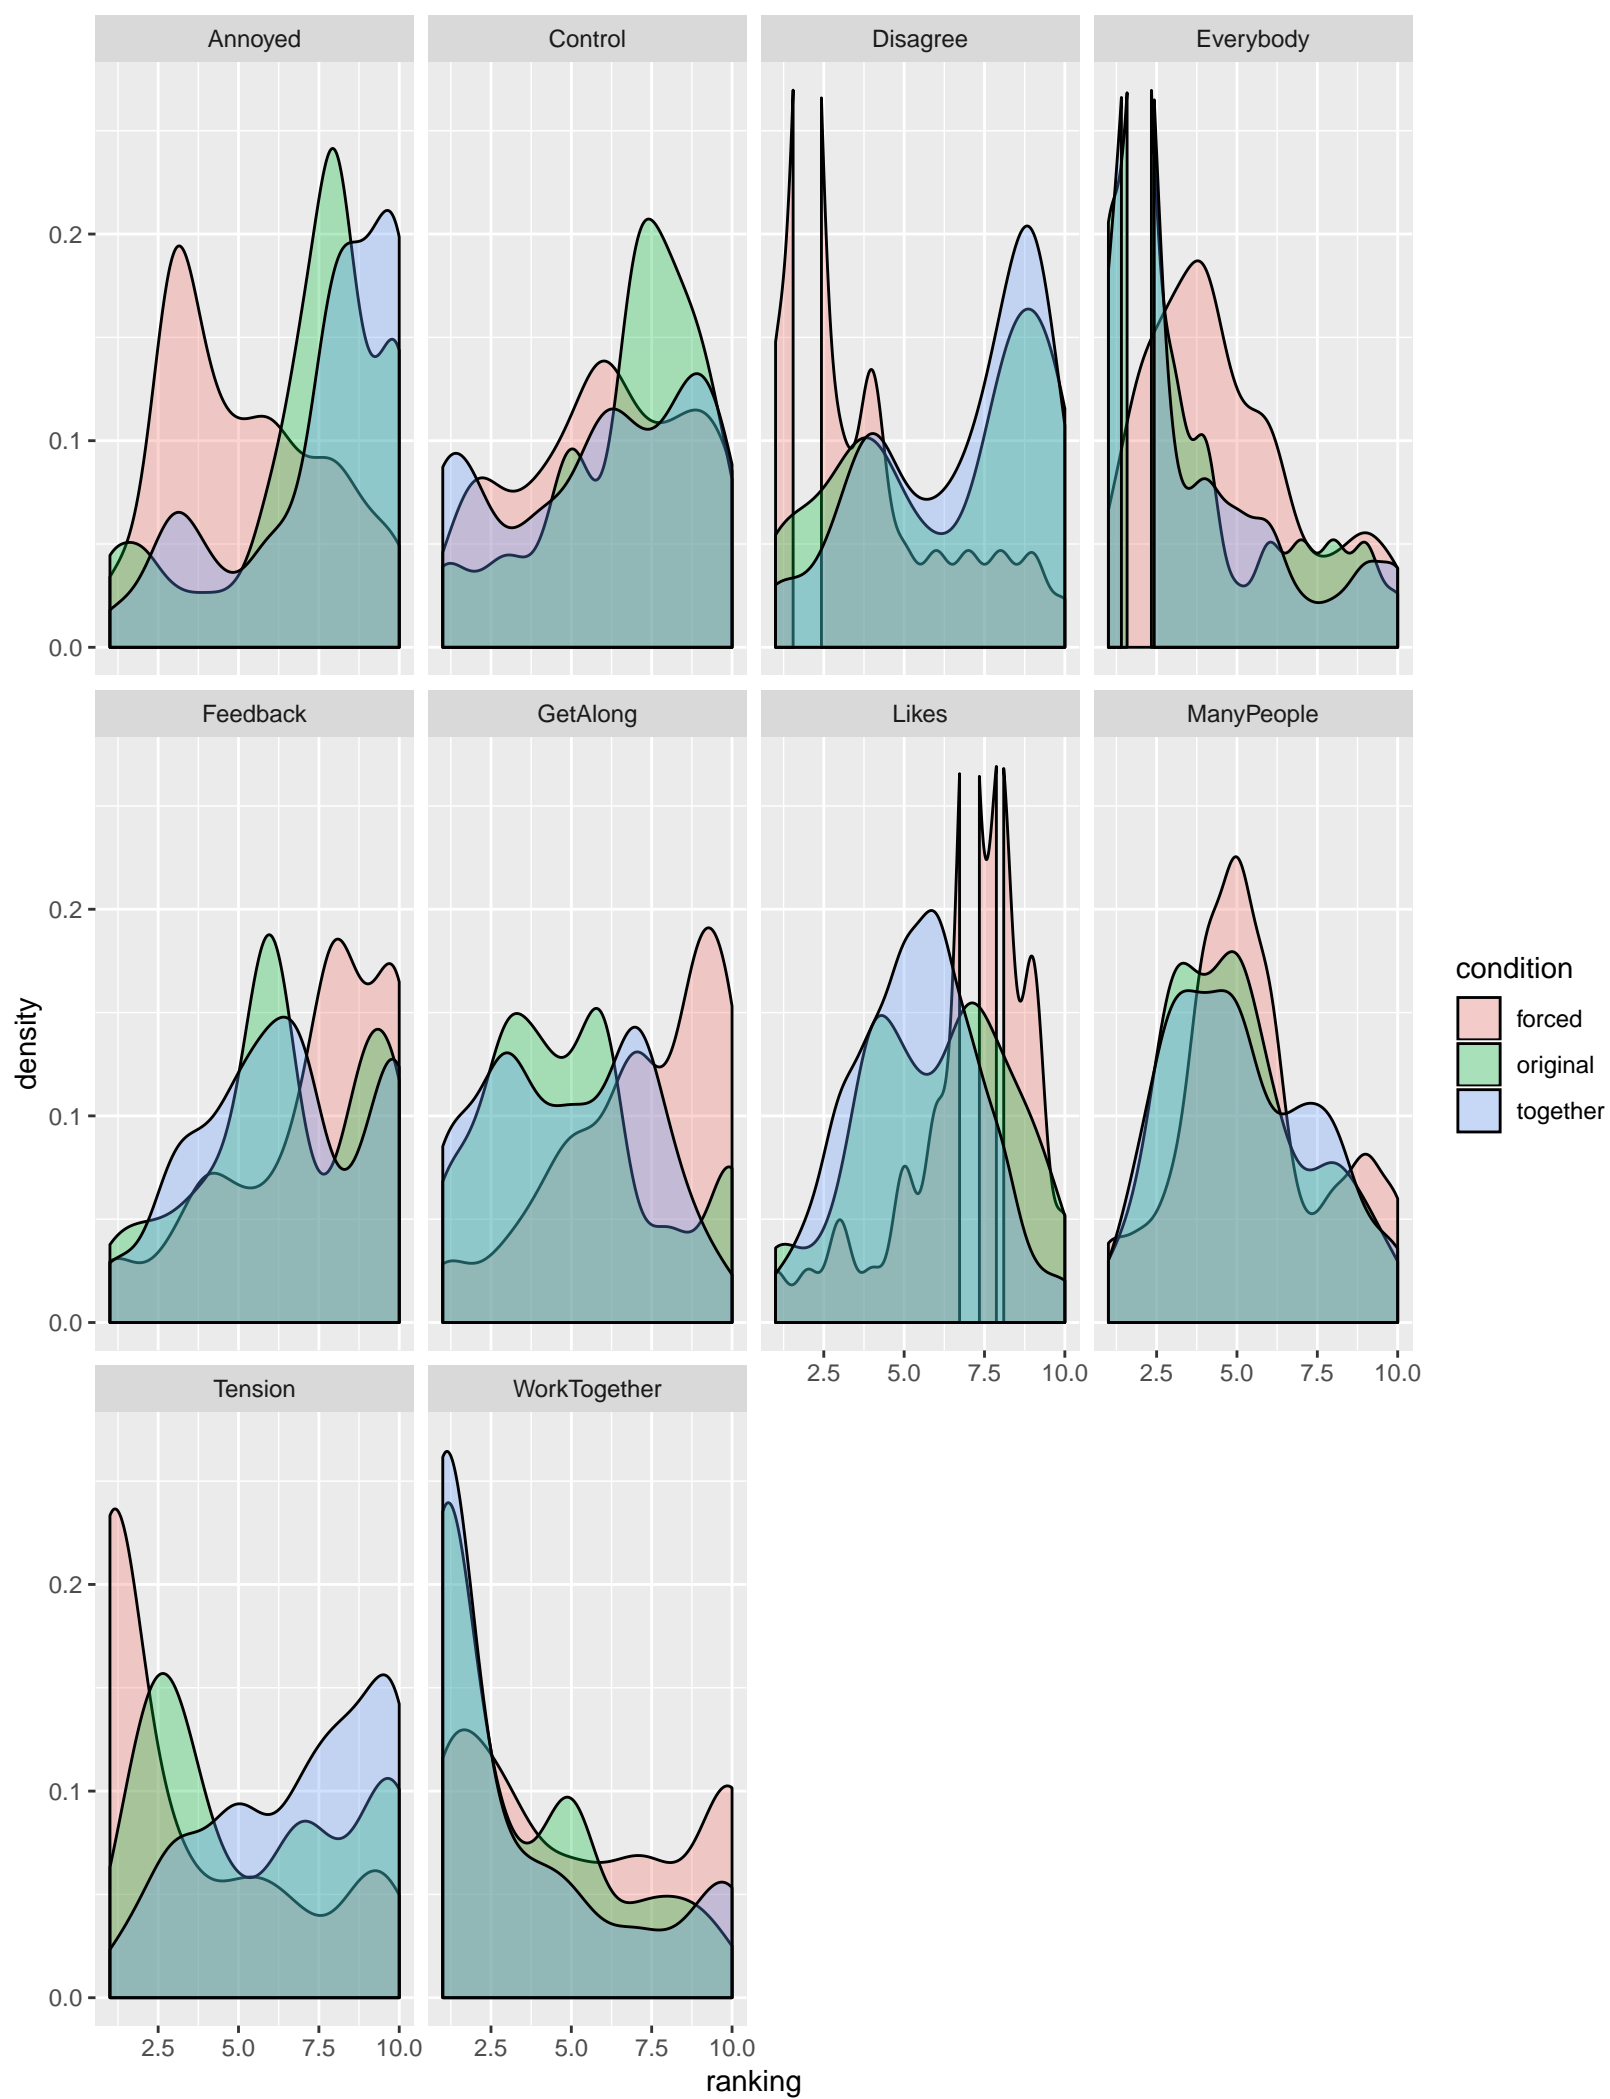 Annoyed Control Disagree Everybody
0.2
0.1
0.0
Feedback GetAlong Likes ManyPeople
0.2
0.1
0.0
2.5 5.0 7.5 10.0 2.5 5.0 7.5 10.0
Tension WorkTogether
0.2
0.1
0.0
2.5 5.0 7.5 10.0 2.5 5.0 7.5 10.0
ranking
density
condition
forced
original
together